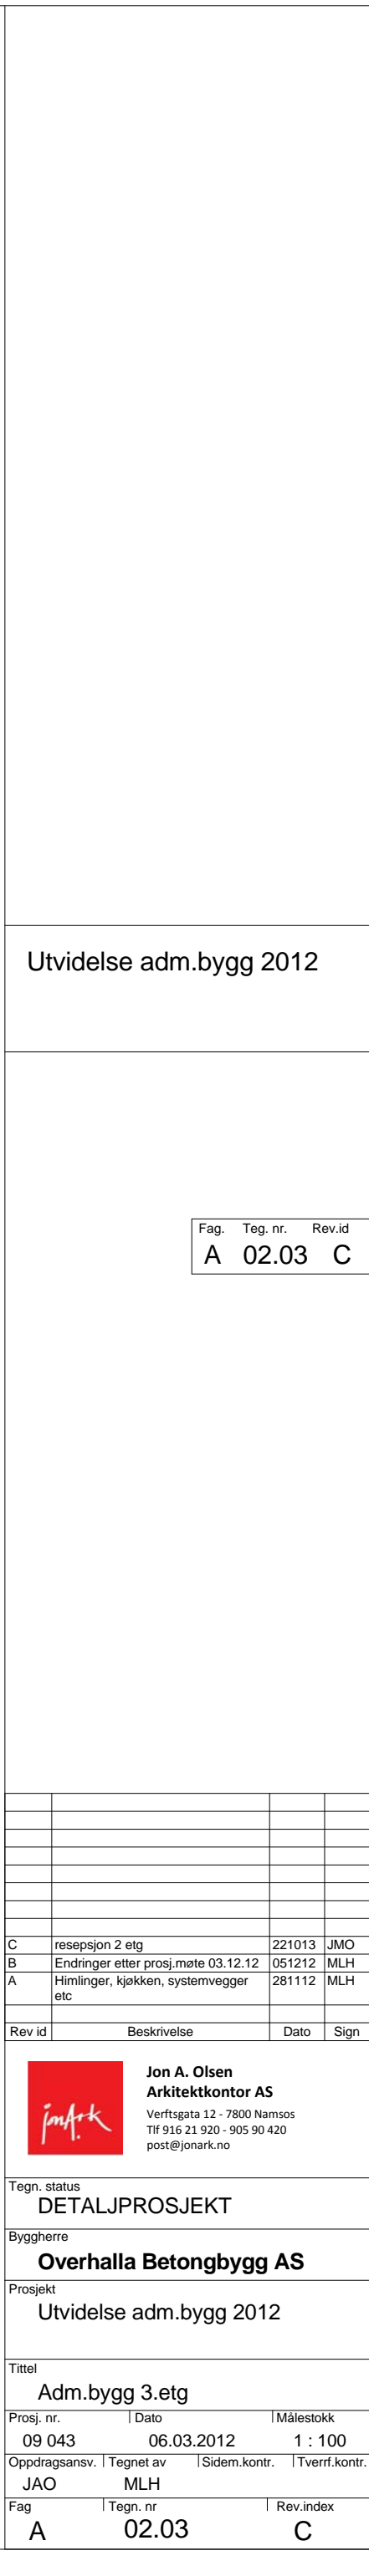 Utvidelse adm.bygg 2012
Fag. Teg. nr. Rev.id
A 02.03 C
C resepsjon 2 etg 221013 JMO
B Endringer etter prosj.møte 03.12.12 051212 MLH
A Himlinger, kjøkken, systemvegger 281112 MLH
etc
Rev id Beskrivelse Dato Sign
jonArk
Jon A. Olsen
Arkitektkontor AS
Verftsgata 12 - 7800 Namsos
Tlf 916 21 920 - 905 90 420
post@jonark.no
Tegn. status
DETALJPROSJEKT
Byggherre
Overhalla Betongbygg AS
Prosjekt
Utvidelse adm.bygg 2012
Tittel
Adm.bygg 3.etg
Prosj. nr. Dato Målestokk
09 043 06.03.2012 1 : 100
Oppdragsansv. Tegnet av Sidem.kontr. Tverrf.kontr.
JAO MLH
Fag Tegn. nr Rev.index
A 02.03 C